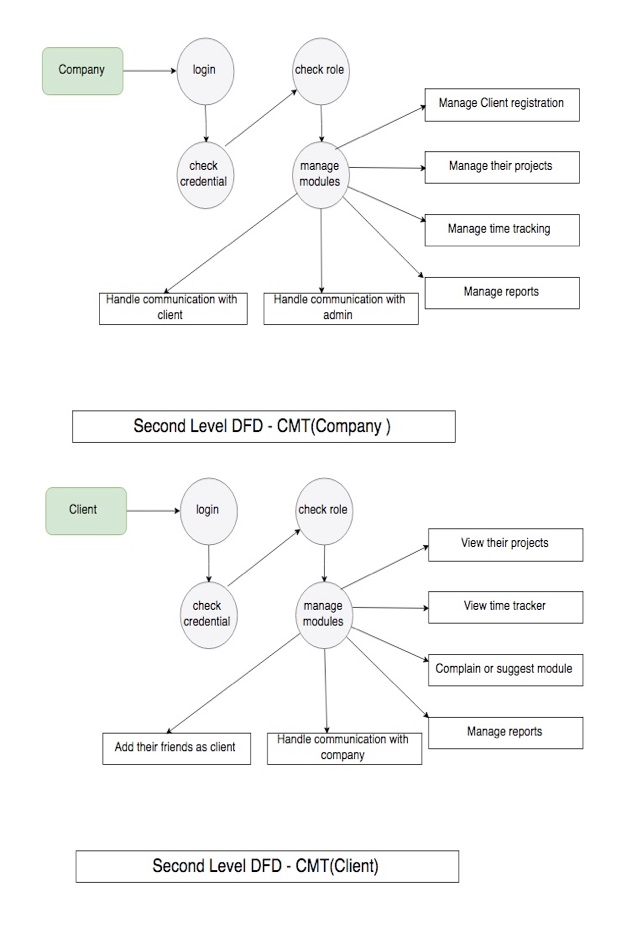 Company
login
check role
check
credential
manage
modules
Manage Client registration
Manage their projects
Manage time tracking
Manage reports
Handle communication with
client
Handle communication with
admin
Second Level DFD - CMT(Company )
Client
login
check role
check
credential
manage
modules
View their projects
View time tracker
Complain or suggest module
Manage reports
Add their friends as client
Handle communication with
company
Second Level DFD - CMT(Client)